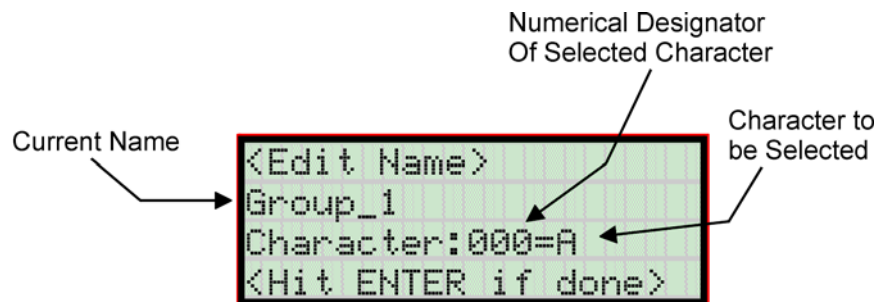 Numerical Designator
Of Selected Character
Current Name
Character to
be Selected
<Edit Name>
Group_1
Character:000=A
<Hit ENTER if done>